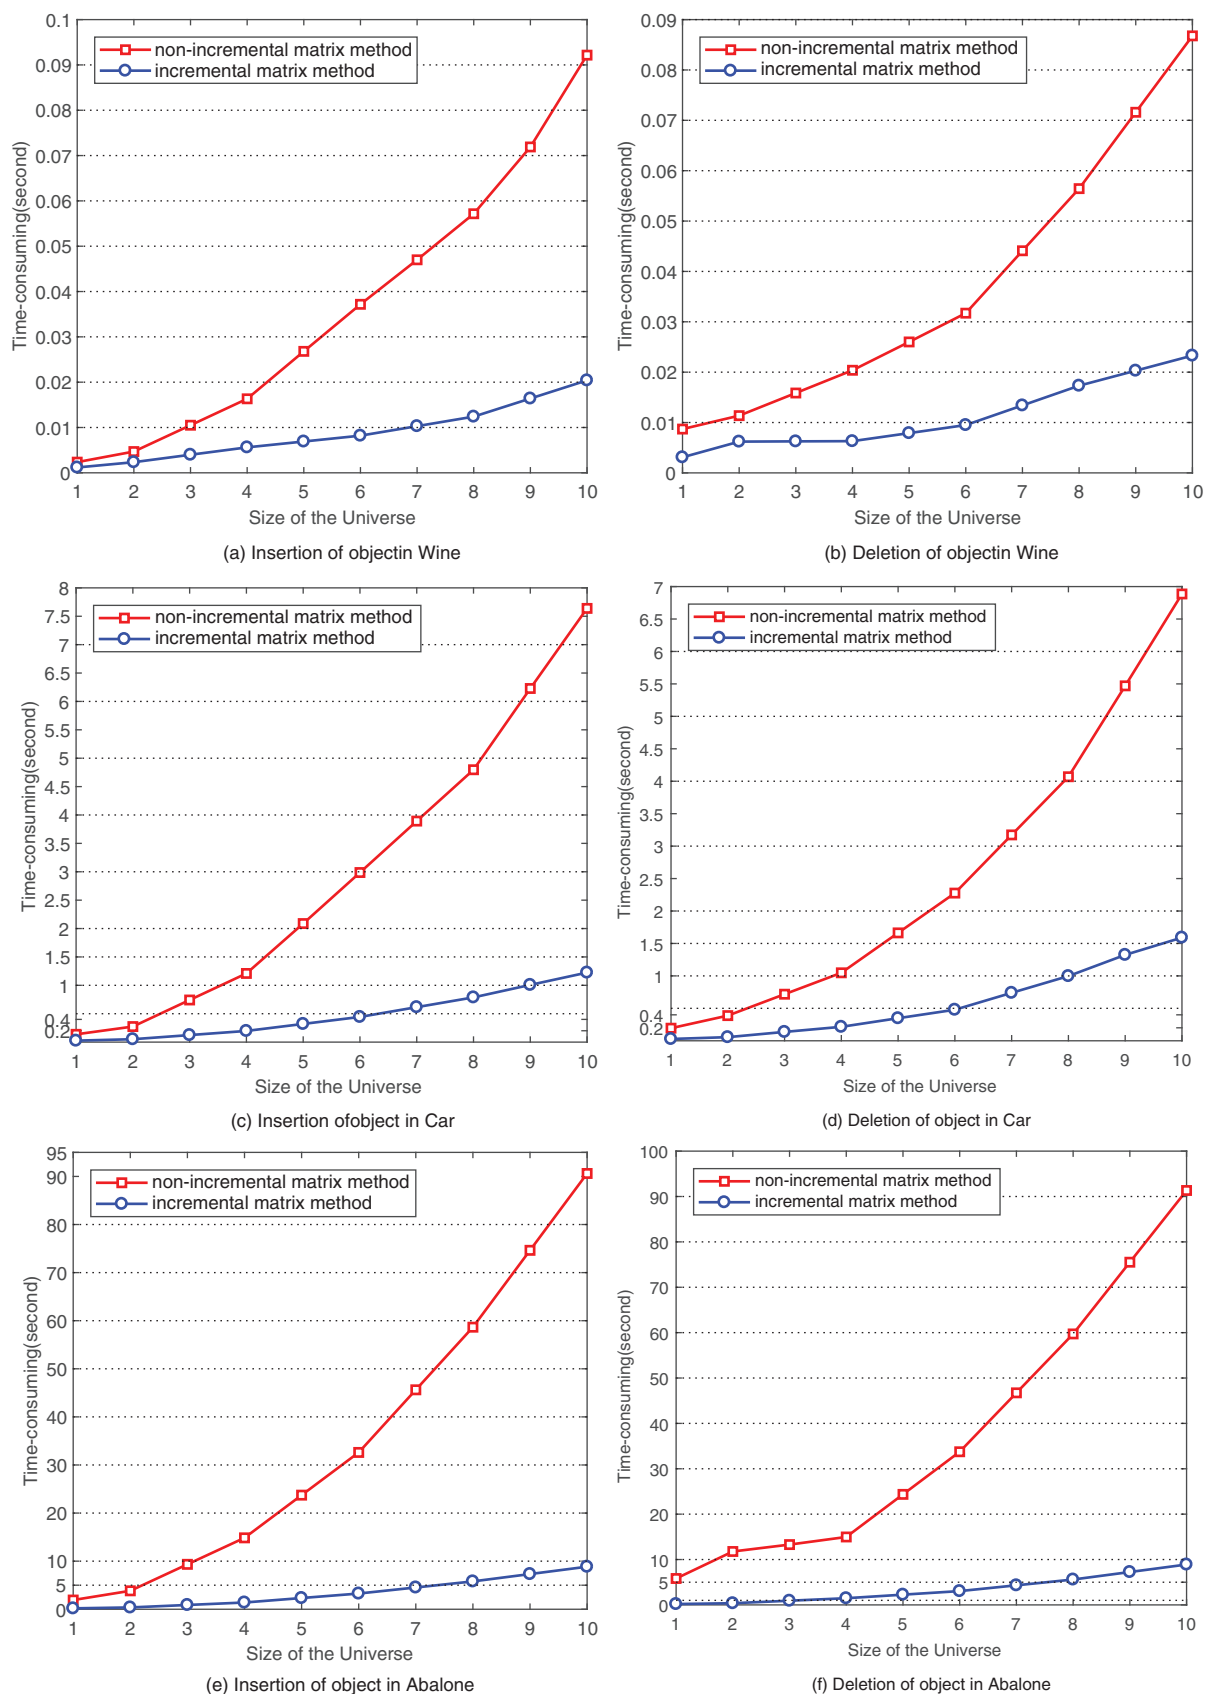 0.1
0.09
0.08
0.07
0.06
0.05
0.04
0.03
0.02
0.01
0
Time-consuming(second)
non-incremental matrix method
incremental matrix method
1 2 3 4 5 6 7 8 9 10
Size of the Universe
(a) Insertion of objectin Wine
0.09
0.08
0.07
0.06
0.05
0.04
0.03
0.02
0.01
0
Time-consuming(second)
non-incremental matrix method
incremental matrix method
1 2 3 4 5 6 7 8 9 10
Size of the Universe
(b) Deletion of objectin Wine
8
7.5
7
6.5
6
5.5
5
4.5
4
3.5
3
2.5
2
1.5
1
0.4
0.2
Time-consuming(second)
non-incremental matrix method
incremental matrix method
1 2 3 4 5 6 7 8 9 10
Size of the Universe
(c) Insertion ofobject in Car
7
6
5.5
5
4.5
4
3.5
3
2.5
2
1.5
1
0.4
0.2
Time-consuming(second)
non-incremental matrix method
incremental matrix method
1 2 3 4 5 6 7 8 9 10
Size of the Universe
(d) Deletion of object in Car
95
90
80
70
60
50
40
30
20
10
5
0
Time-consuming(second)
non-incremental matrix method
incremental matrix method
1 2 3 4 5 6 7 8 9 10
Size of the Universe
(e) Insertion of object in Abalone
100
90
80
70
60
50
40
30
20
10
5
0
Time-consuming(second)
non-incremental matrix method
incremental matrix method
1 2 3 4 5 6 7 8 9 10
Size of the Universe
(f) Deletion of object in Abalone